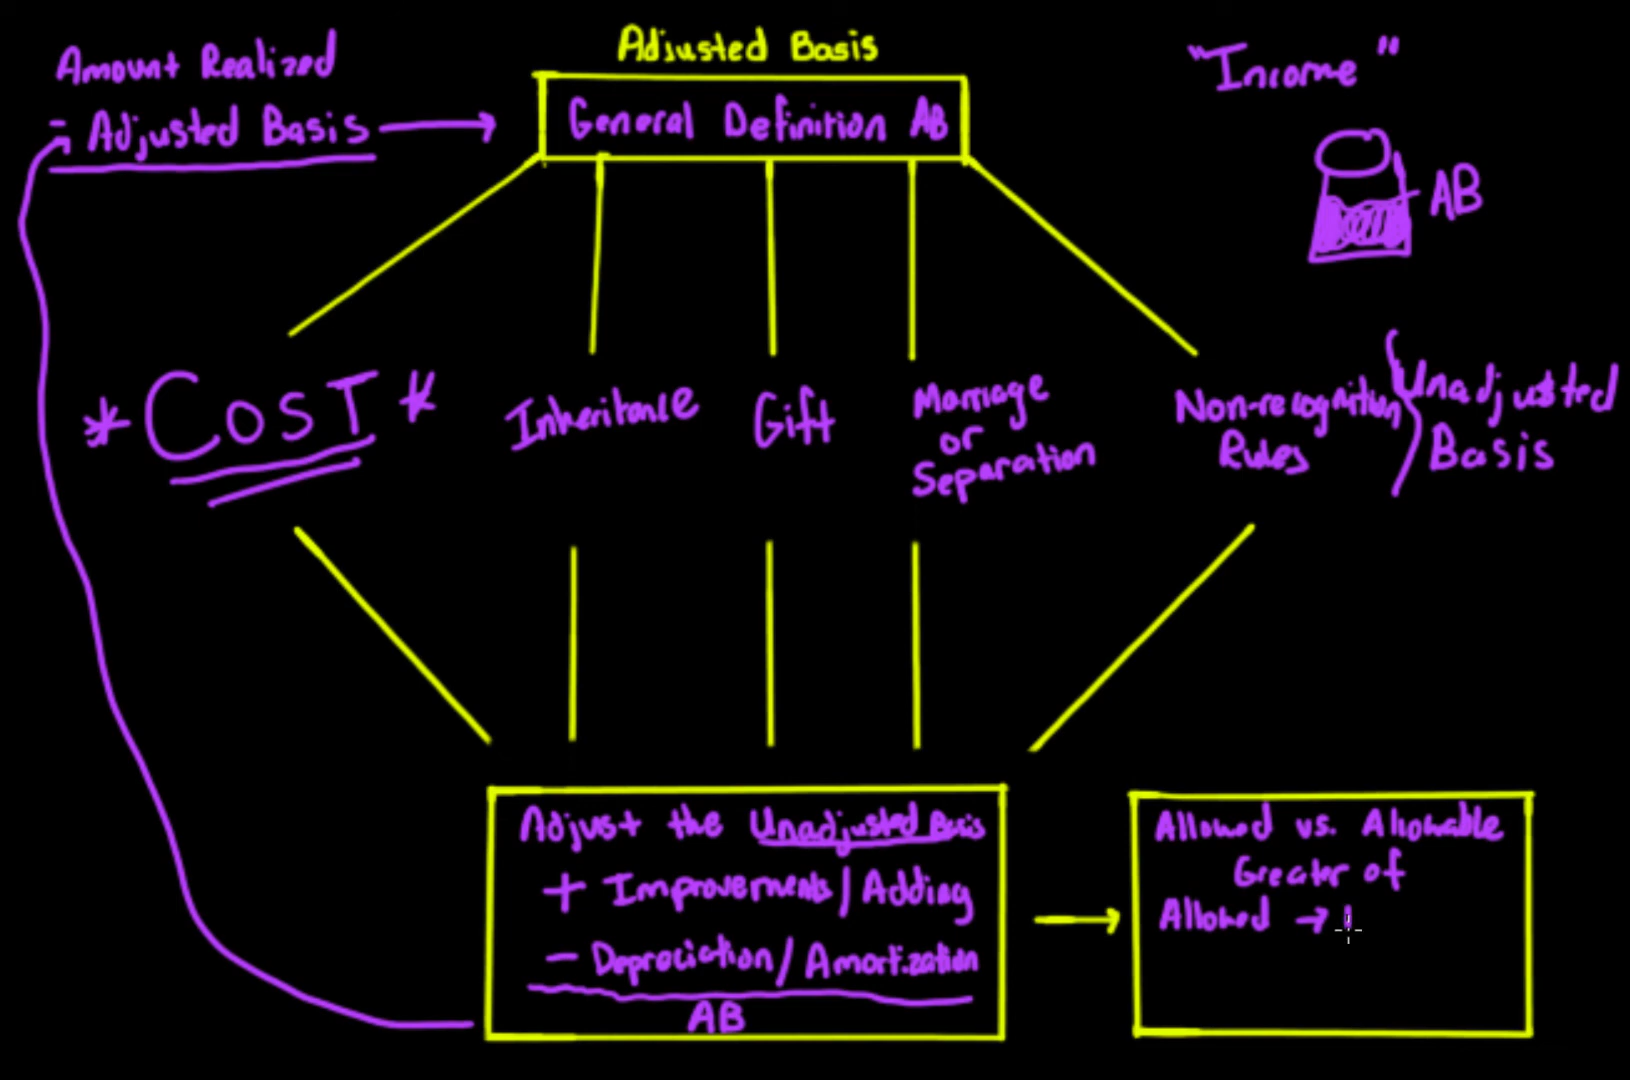 Amount Realized
- Adjusted Basis
Adjusted Basis
General Definition AB
"Income"
AB
*COST*
Inheritance
Gift
Marriage
or
Separation
Non-recognition
Rules
Unadjusted
Basis
Adjust the Unadjusted Basis
+ Improvements/Adding
- Depreciation/Amortization
AB
Allowed vs. Allowable
Greater of
Allowed →